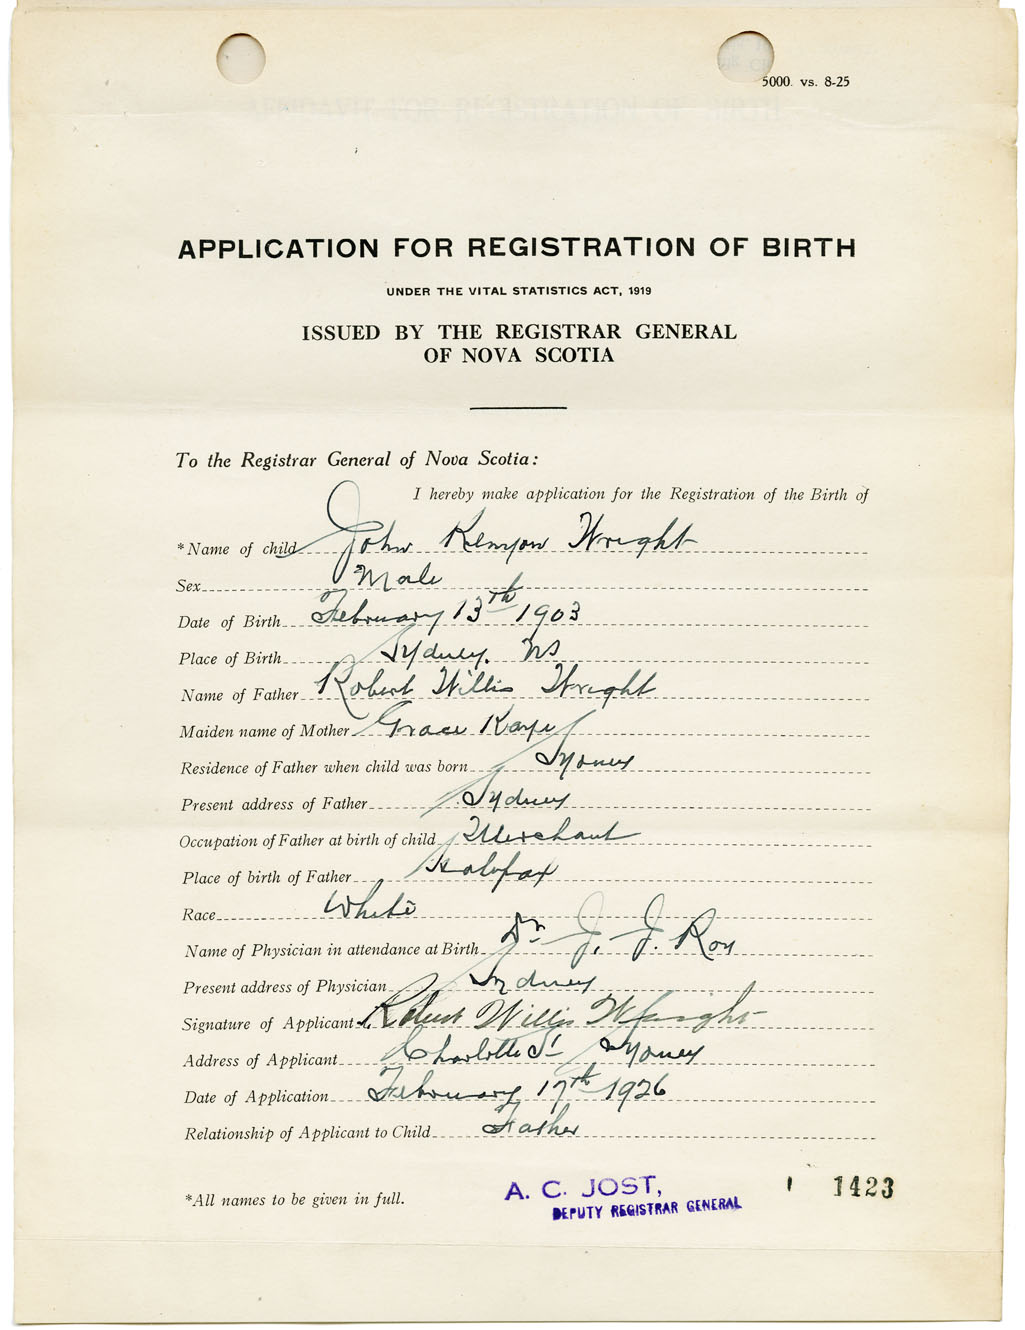 5000. vs. 8-25
APPLICATION FOR REGISTRATION OF BIRTH
UNDER THE VITAL STATISTICS ACT, 1919
ISSUED BY THE REGISTRAR GENERAL
OF NOVA SCOTIA
To the Registrar General of Nova Scotia:
I hereby make application for the Registration of the Birth of
*Name of child John Kenyon Wright
Sex Male
Date of Birth February 13th 1903
Place of Birth Sydney. NS
Name of Father Robert Willis Wright
Maiden name of Mother Grace Kaye
Residence of Father when child was born Sydney
Present address of Father Sydney
Occupation of Father at birth of child Merchant
Place of birth of Father Halifax
Race White
Name of Physician in attendance at Birth Dr J. J. Roy
Present address of Physician Sydney
Signature of Applicant Robert Willis Wright
Address of Applicant Charlotte St Sydney
Date of Application February 17th 1926
Relationship of Applicant to Child Father
*All names to be given in full.
A. C. JOST,
DEPUTY REGISTRAR GENERAL
1423